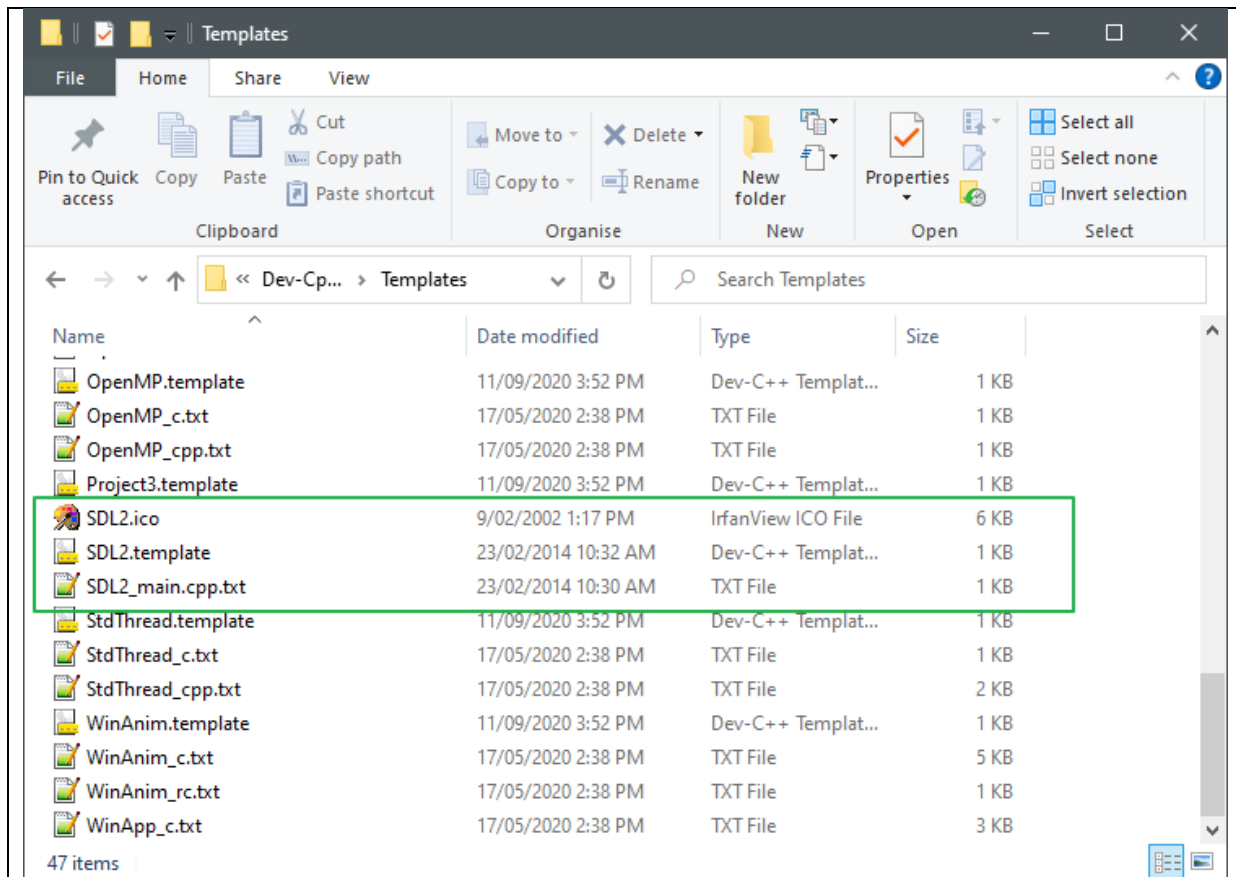 Templates
File Home Share View
Pin to Quick access
Copy
Paste
Cut
Copy path
Paste shortcut
Clipboard
Move to
Copy to
Delete
Rename
Organise
New folder
New
Properties
Open
Select all
Select none
Invert selection
Select
« Dev-Cp... › Templates
Search Templates
Name Date modified Type Size
OpenMP.template 11/09/2020 3:52 PM Dev-C++ Templat... 1 KB
OpenMP_c.txt 17/05/2020 2:38 PM TXT File 1 KB
OpenMP_cpp.txt 17/05/2020 2:38 PM TXT File 1 KB
Project3.template 11/09/2020 3:52 PM Dev-C++ Templat... 1 KB
SDL2.ico 9/02/2002 1:17 PM IrfanView ICO File 6 KB
SDL2.template 23/02/2014 10:32 AM Dev-C++ Templat... 1 KB
SDL2_main.cpp.txt 23/02/2014 10:30 AM TXT File 1 KB
StdThread.template 11/09/2020 3:52 PM Dev-C++ Templat... 1 KB
StdThread_c.txt 17/05/2020 2:38 PM TXT File 1 KB
StdThread_cpp.txt 17/05/2020 2:38 PM TXT File 2 KB
WinAnim.template 11/09/2020 3:52 PM Dev-C++ Templat... 1 KB
WinAnim_c.txt 17/05/2020 2:38 PM TXT File 5 KB
WinAnim_rc.txt 17/05/2020 2:38 PM TXT File 1 KB
WinApp_c.txt 17/05/2020 2:38 PM TXT File 3 KB
47 items